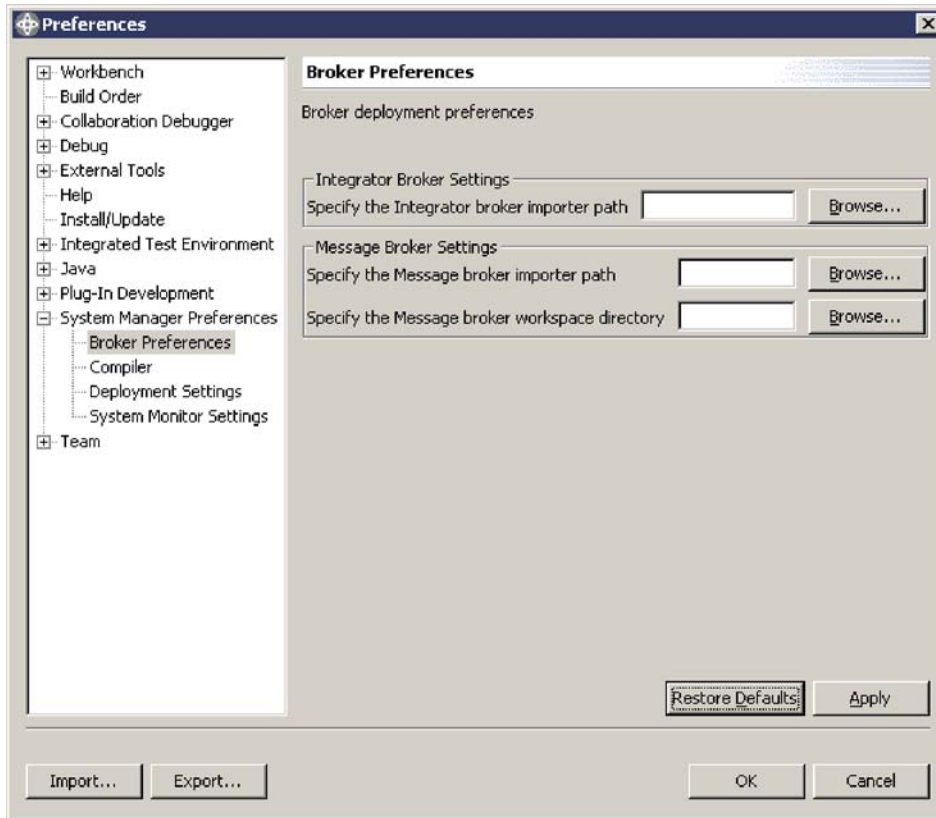 Preferences
Workbench
Build Order
Collaboration Debugger
Debug
External Tools
Help
Install/Update
Integrated Test Environment
Java
Plug-In Development
System Manager Preferences
Broker Preferences
Compiler
Deployment Settings
System Monitor Settings
Team
Broker Preferences
Broker deployment preferences
Integrator Broker Settings
Specify the Integrator broker importer path Browse...
Message Broker Settings
Specify the Message broker importer path Browse...
Specify the Message broker workspace directory Browse...
Restore Defaults Apply
Import... Export... OK Cancel